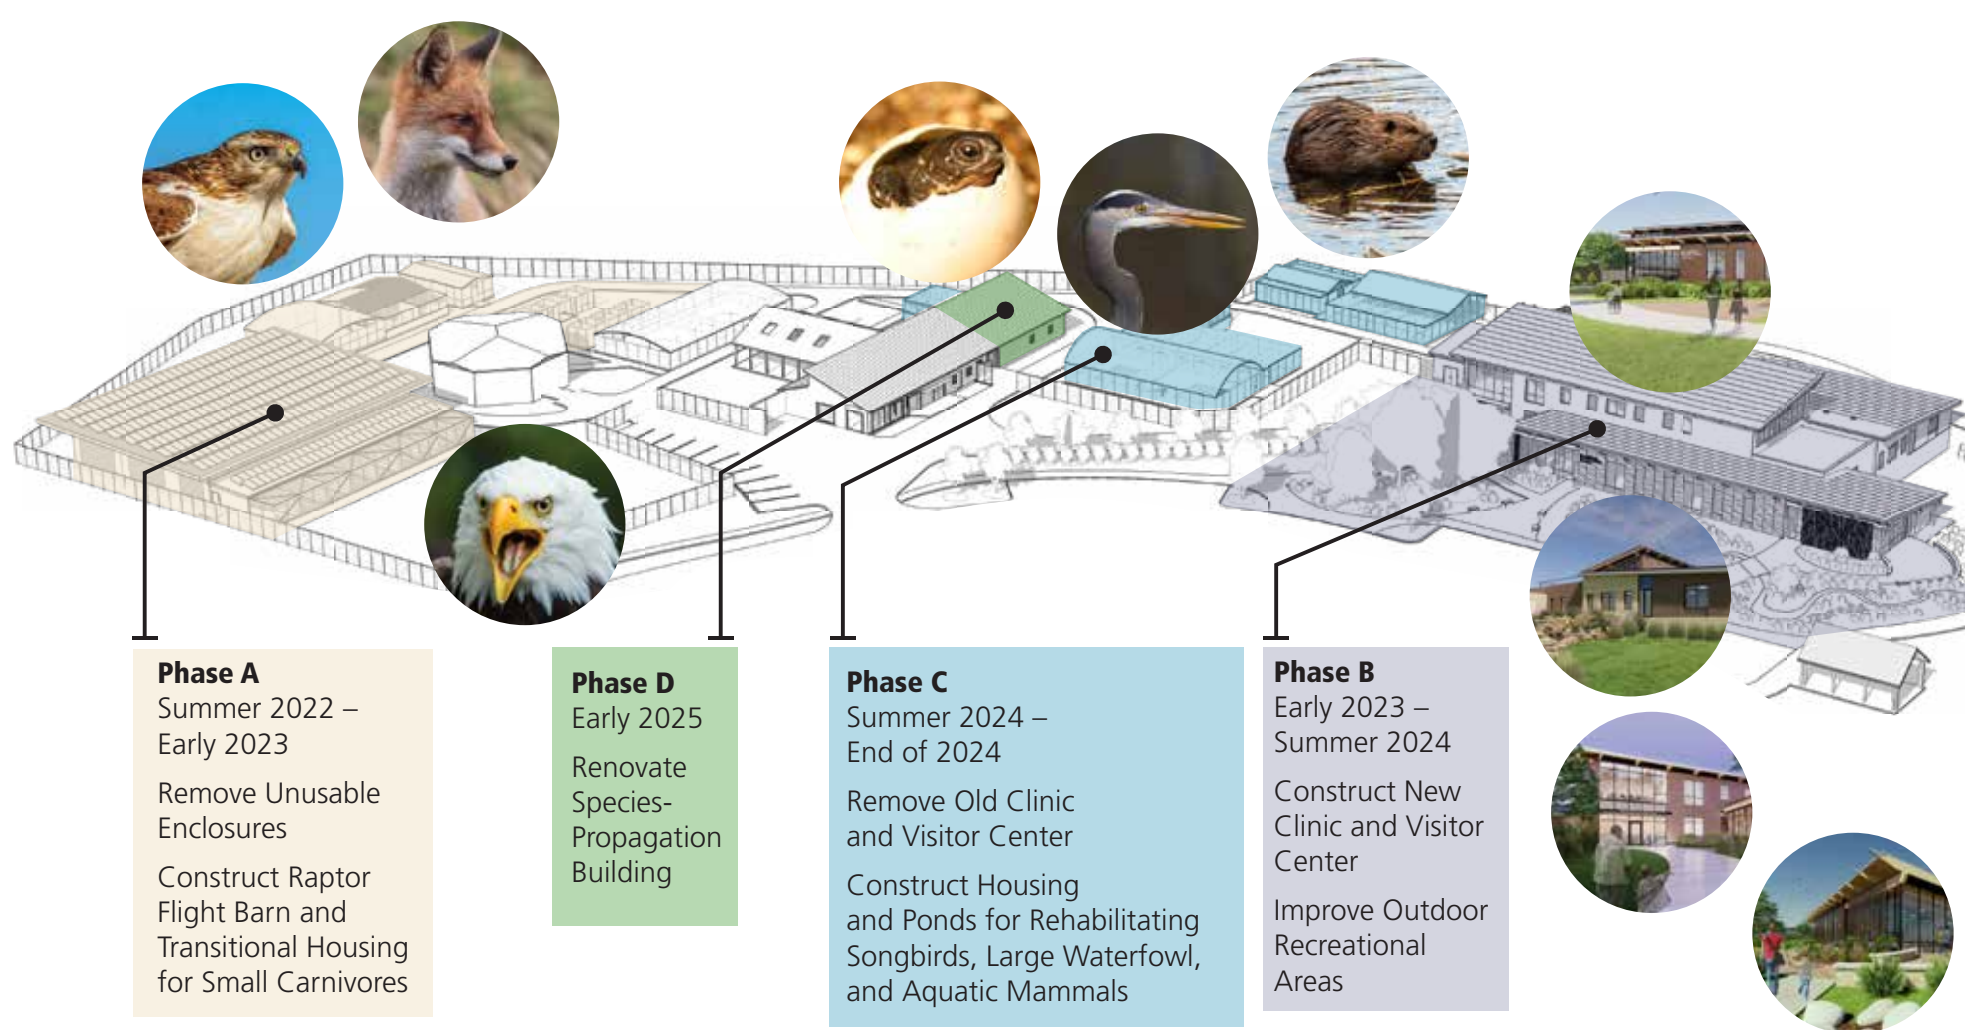 Phase A
Summer 2022 –
Early 2023
Remove Unusable
Enclosures
Construct Raptor
Flight Barn and
Transitional Housing
for Small Carnivores
Phase D
Early 2025
Renovate
Species-
Propagation
Building
Phase C
Summer 2024 –
End of 2024
Remove Old Clinic
and Visitor Center
Construct Housing
and Ponds for Rehabilitating
Songbirds, Large Waterfowl,
and Aquatic Mammals
Phase B
Early 2023 –
Summer 2024
Construct New
Clinic and Visitor
Center
Improve Outdoor
Recreational
Areas